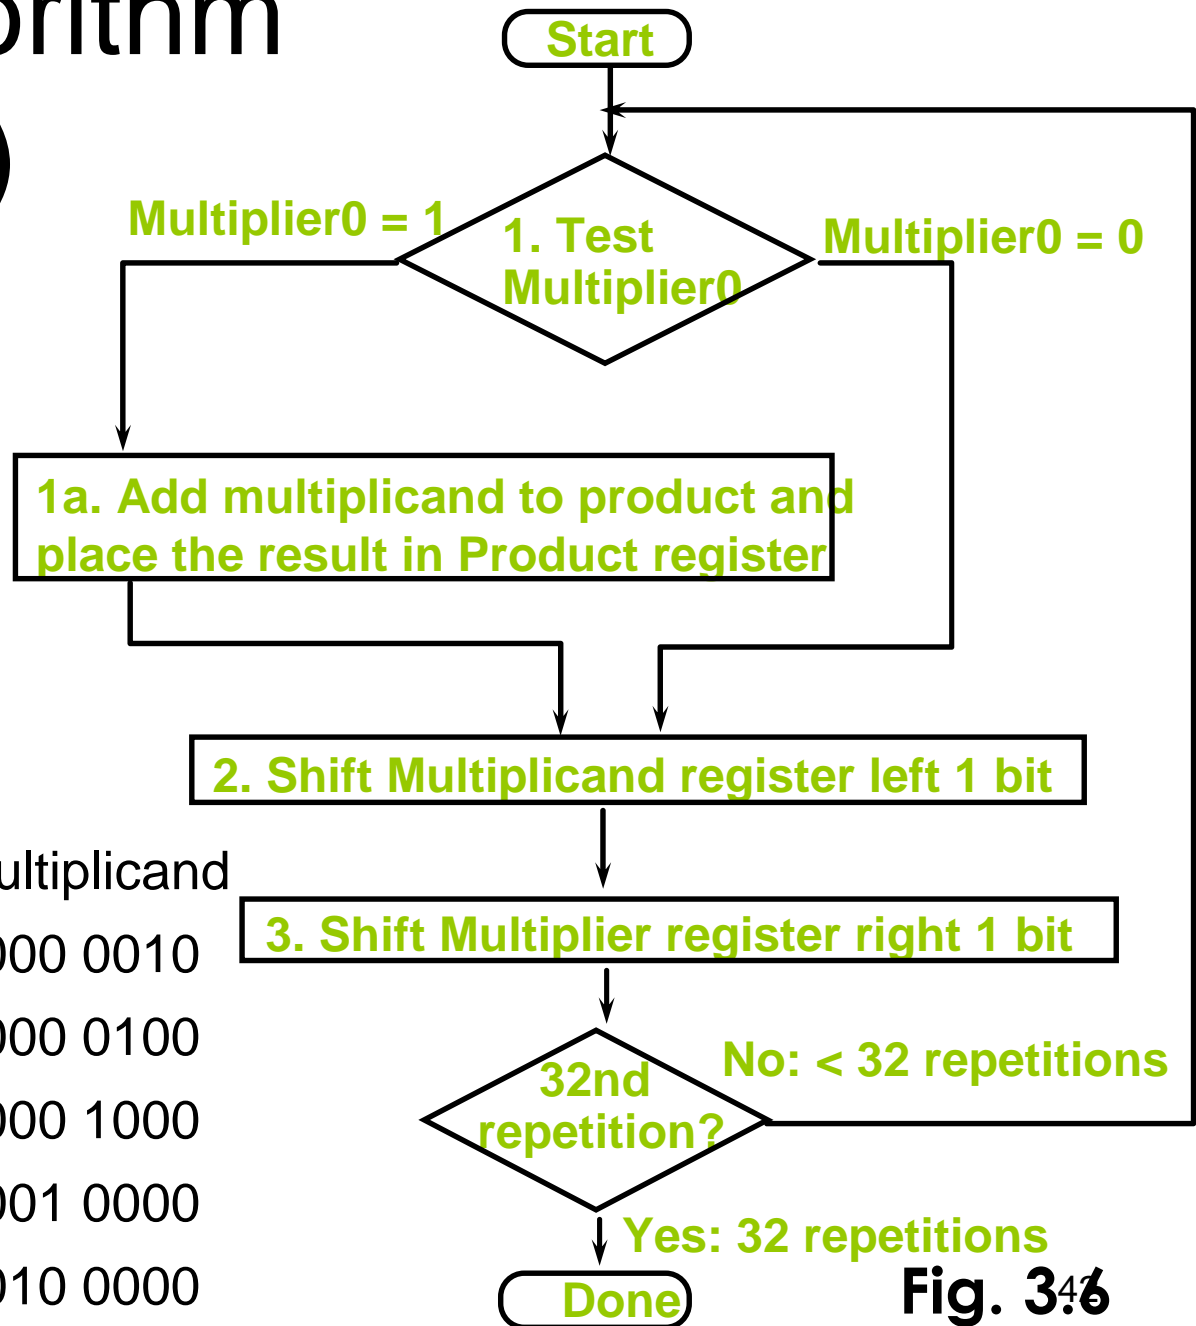 orithm
Start
Multiplier0 = 1
1. Test
Multiplier0
Multiplier0 = 0
1a. Add multiplicand to product and
place the result in Product register
2. Shift Multiplicand register left 1 bit
ultiplicand
3. Shift Multiplier register right 1 bit
000 0010
000 0100
000 1000
001 0000
010 0000
32nd
repetition?
No: < 32 repetitions
Yes: 32 repetitions
Done
Fig. 3.6